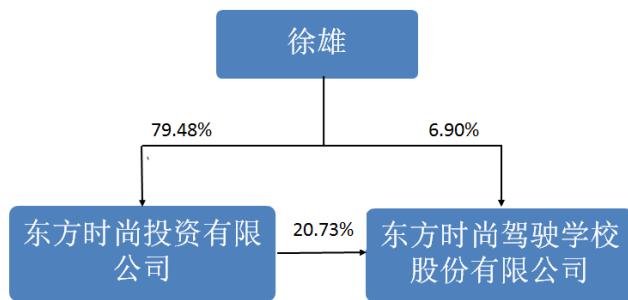 徐雄
79.48%
6.90%
东方时尚投资有限
公司
20.73%
东方时尚驾驶学校
股份有限公司